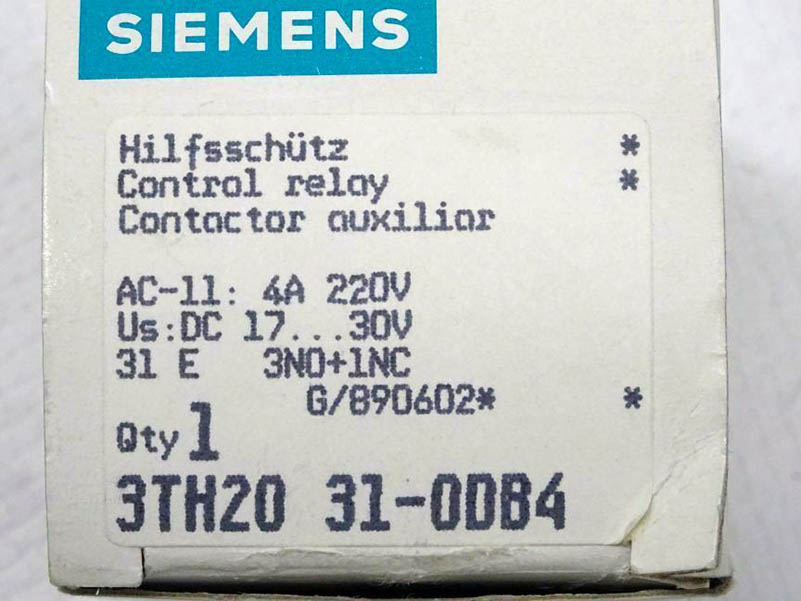 SIEMENS
Hilfsschütz *
Control relay *
Contactor auxiliar
AC-11: 4A 220V
Us:DC 17...30V
31 E 3NO+1NC
G/890602* *
Qty 1
3TH20 31-0DB4